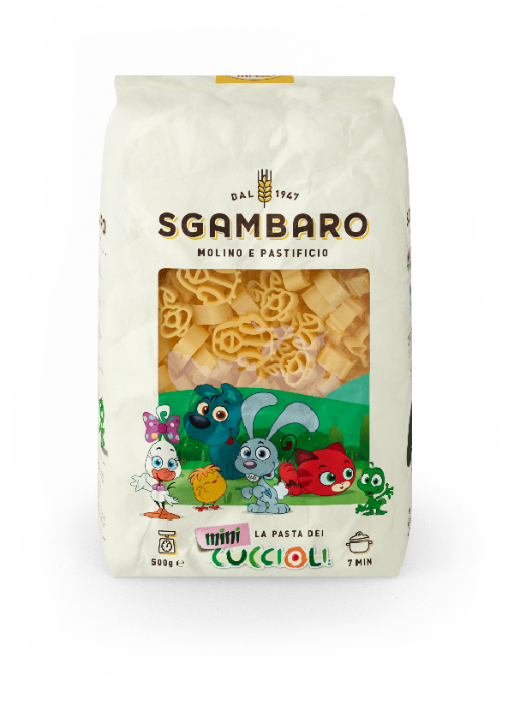 DAL 1947
SGAMBARO
MOLINO E PASTIFICIO
mini LA PASTA DEI
CUCCIOLI
500g e 7 MIN